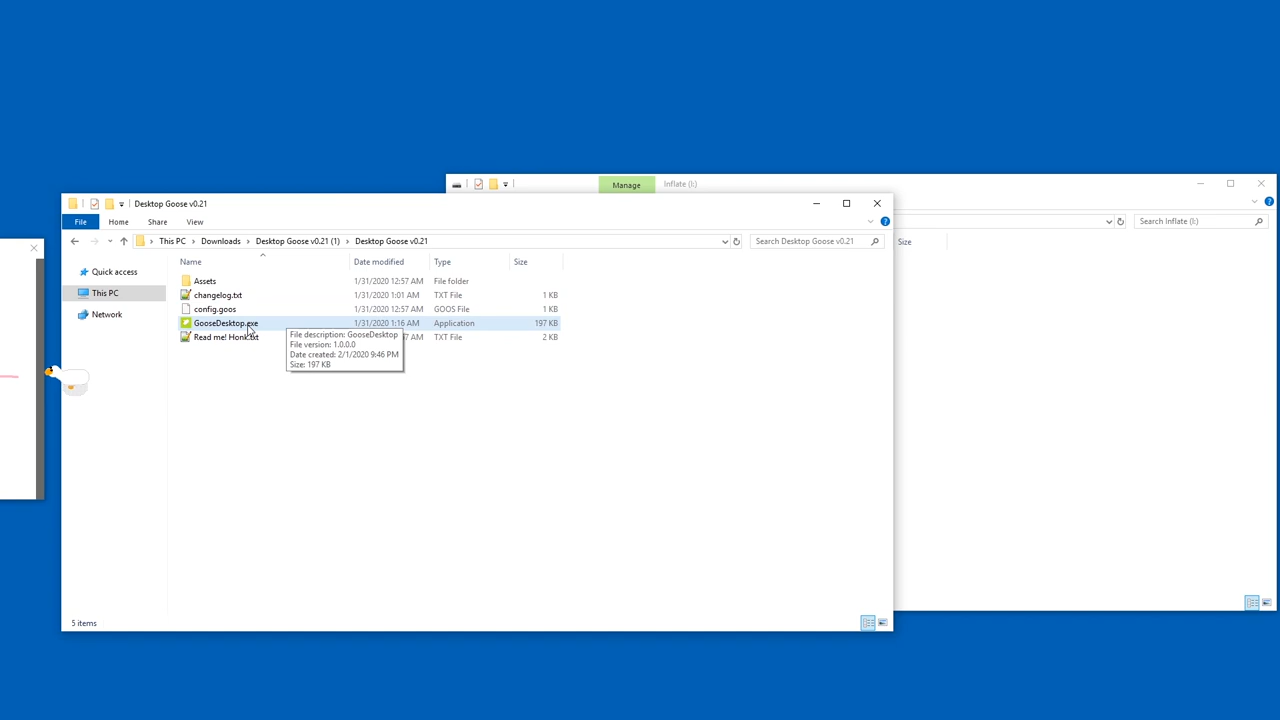 Manage
Inflate (I:)
Desktop Goose v0.21
File
Home
Share
View
This PC
Downloads
Desktop Goose v0.21 (1)
Desktop Goose v0.21
Search Desktop Goose v0.21
Search Inflate (I:)
Quick access
This PC
Network
Name
Date modified
Type
Size
Size
Assets
1/31/2020 12:57 AM
File folder
changelog.txt
1/31/2020 1:01 AM
TXT File
1 KB
config.goos
1/31/2020 12:57 AM
GOOS File
1 KB
GooseDesktop.exe
1/31/2020 1:16 AM
Application
197 KB
Read me! Honk.txt
7 AM
TXT File
2 KB
File description: GooseDesktop
File version: 1.0.0.0
Date created: 2/1/2020 9:46 PM
Size: 197 KB
5 items